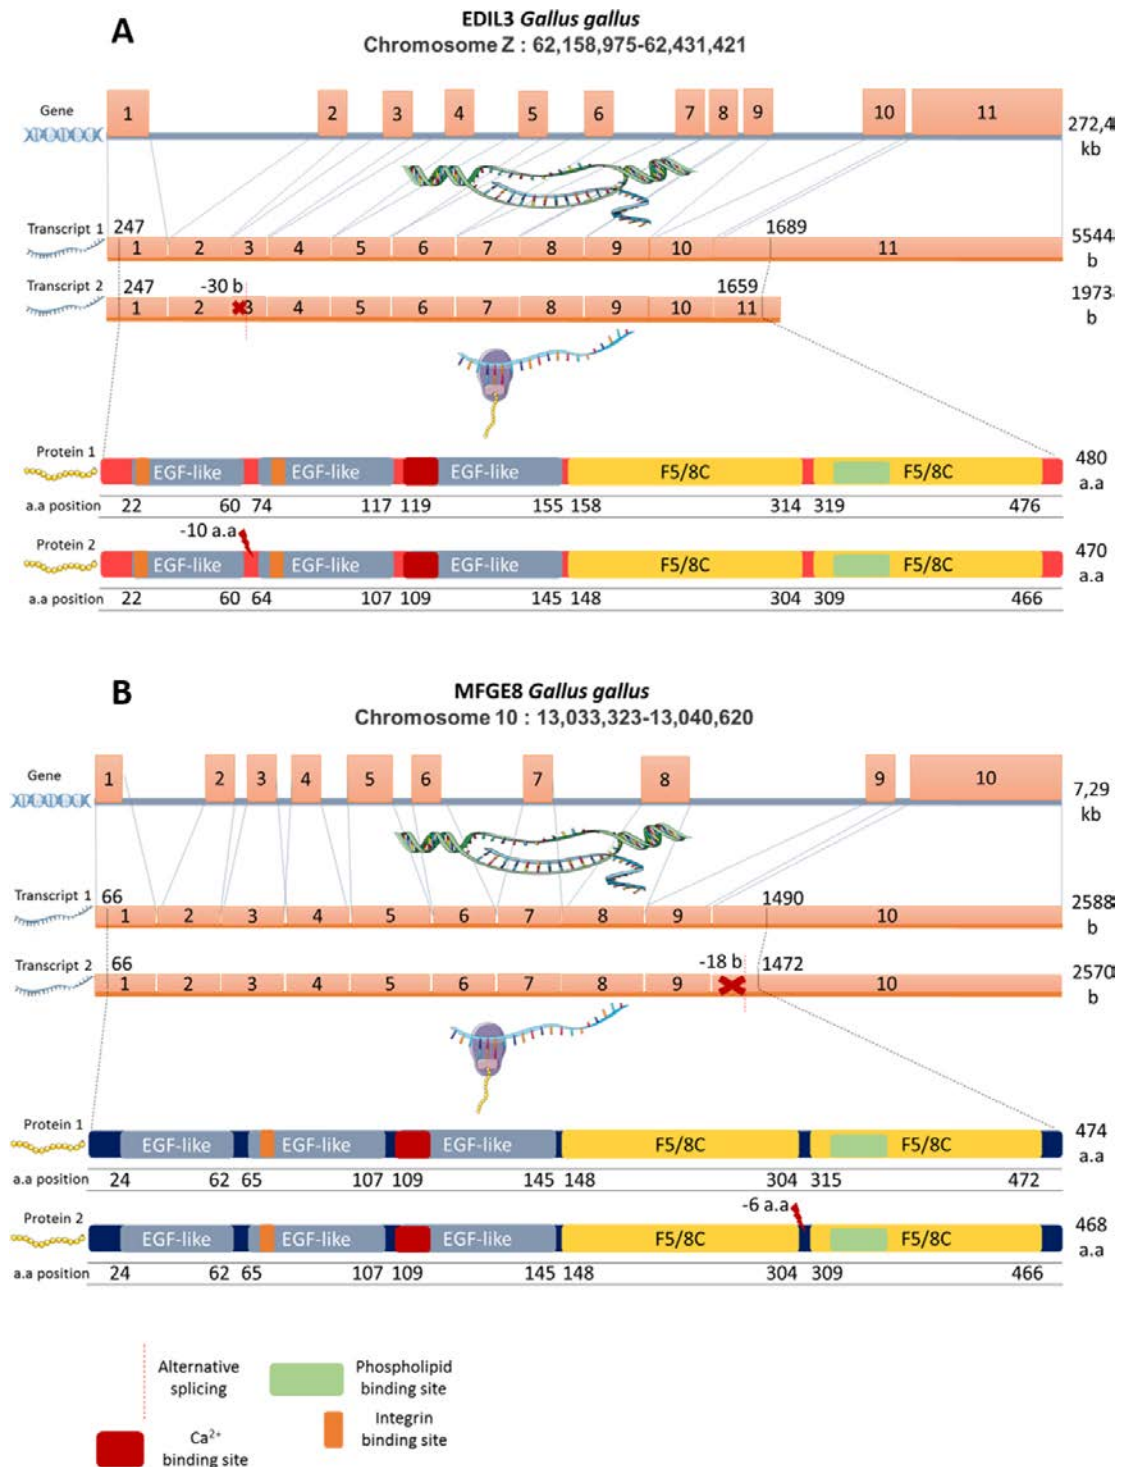 A
EDIL3 Gallus gallus
Chromosome Z : 62,158,975-62,431,421
Gene
1 2 3 4 5 6 7 8 9 10 11
272,4
kb
Transcript 1
247
1689
1 2 3 4 5 6 7 8 9 10 11
5544
b
Transcript 2
247
-30 b
1659
1 2 3 4 5 6 7 8 9 10 11
1973
b
Protein 1
EGF-like EGF-like EGF-like F5/8C F5/8C
480
a.a
a.a position 22 60 74 117 119 155 158 314 319 476
-10 a.a
Protein 2
EGF-like EGF-like EGF-like F5/8C F5/8C
470
a.a
a.a position 22 60 64 107 109 145 148 304 309 466
B
MFGE8 Gallus gallus
Chromosome 10 : 13,033,323-13,040,620
Gene
1 2 3 4 5 6 7 8 9 10
7,29
kb
Transcript 1
66
1490
1 2 3 4 5 6 7 8 9 10
2588
b
Transcript 2
66
-18 b
1472
1 2 3 4 5 6 7 8 9 10
2570
b
Protein 1
EGF-like EGF-like EGF-like F5/8C F5/8C
474
a.a
a.a position 24 62 65 107 109 145 148 304 315 472
-6 a.a
Protein 2
EGF-like EGF-like EGF-like F5/8C F5/8C
468
a.a
a.a position 24 62 65 107 109 145 148 304 309 466
Alternative
splicing
Phospholipid
binding site
Ca2+
binding site
Integrin
binding site